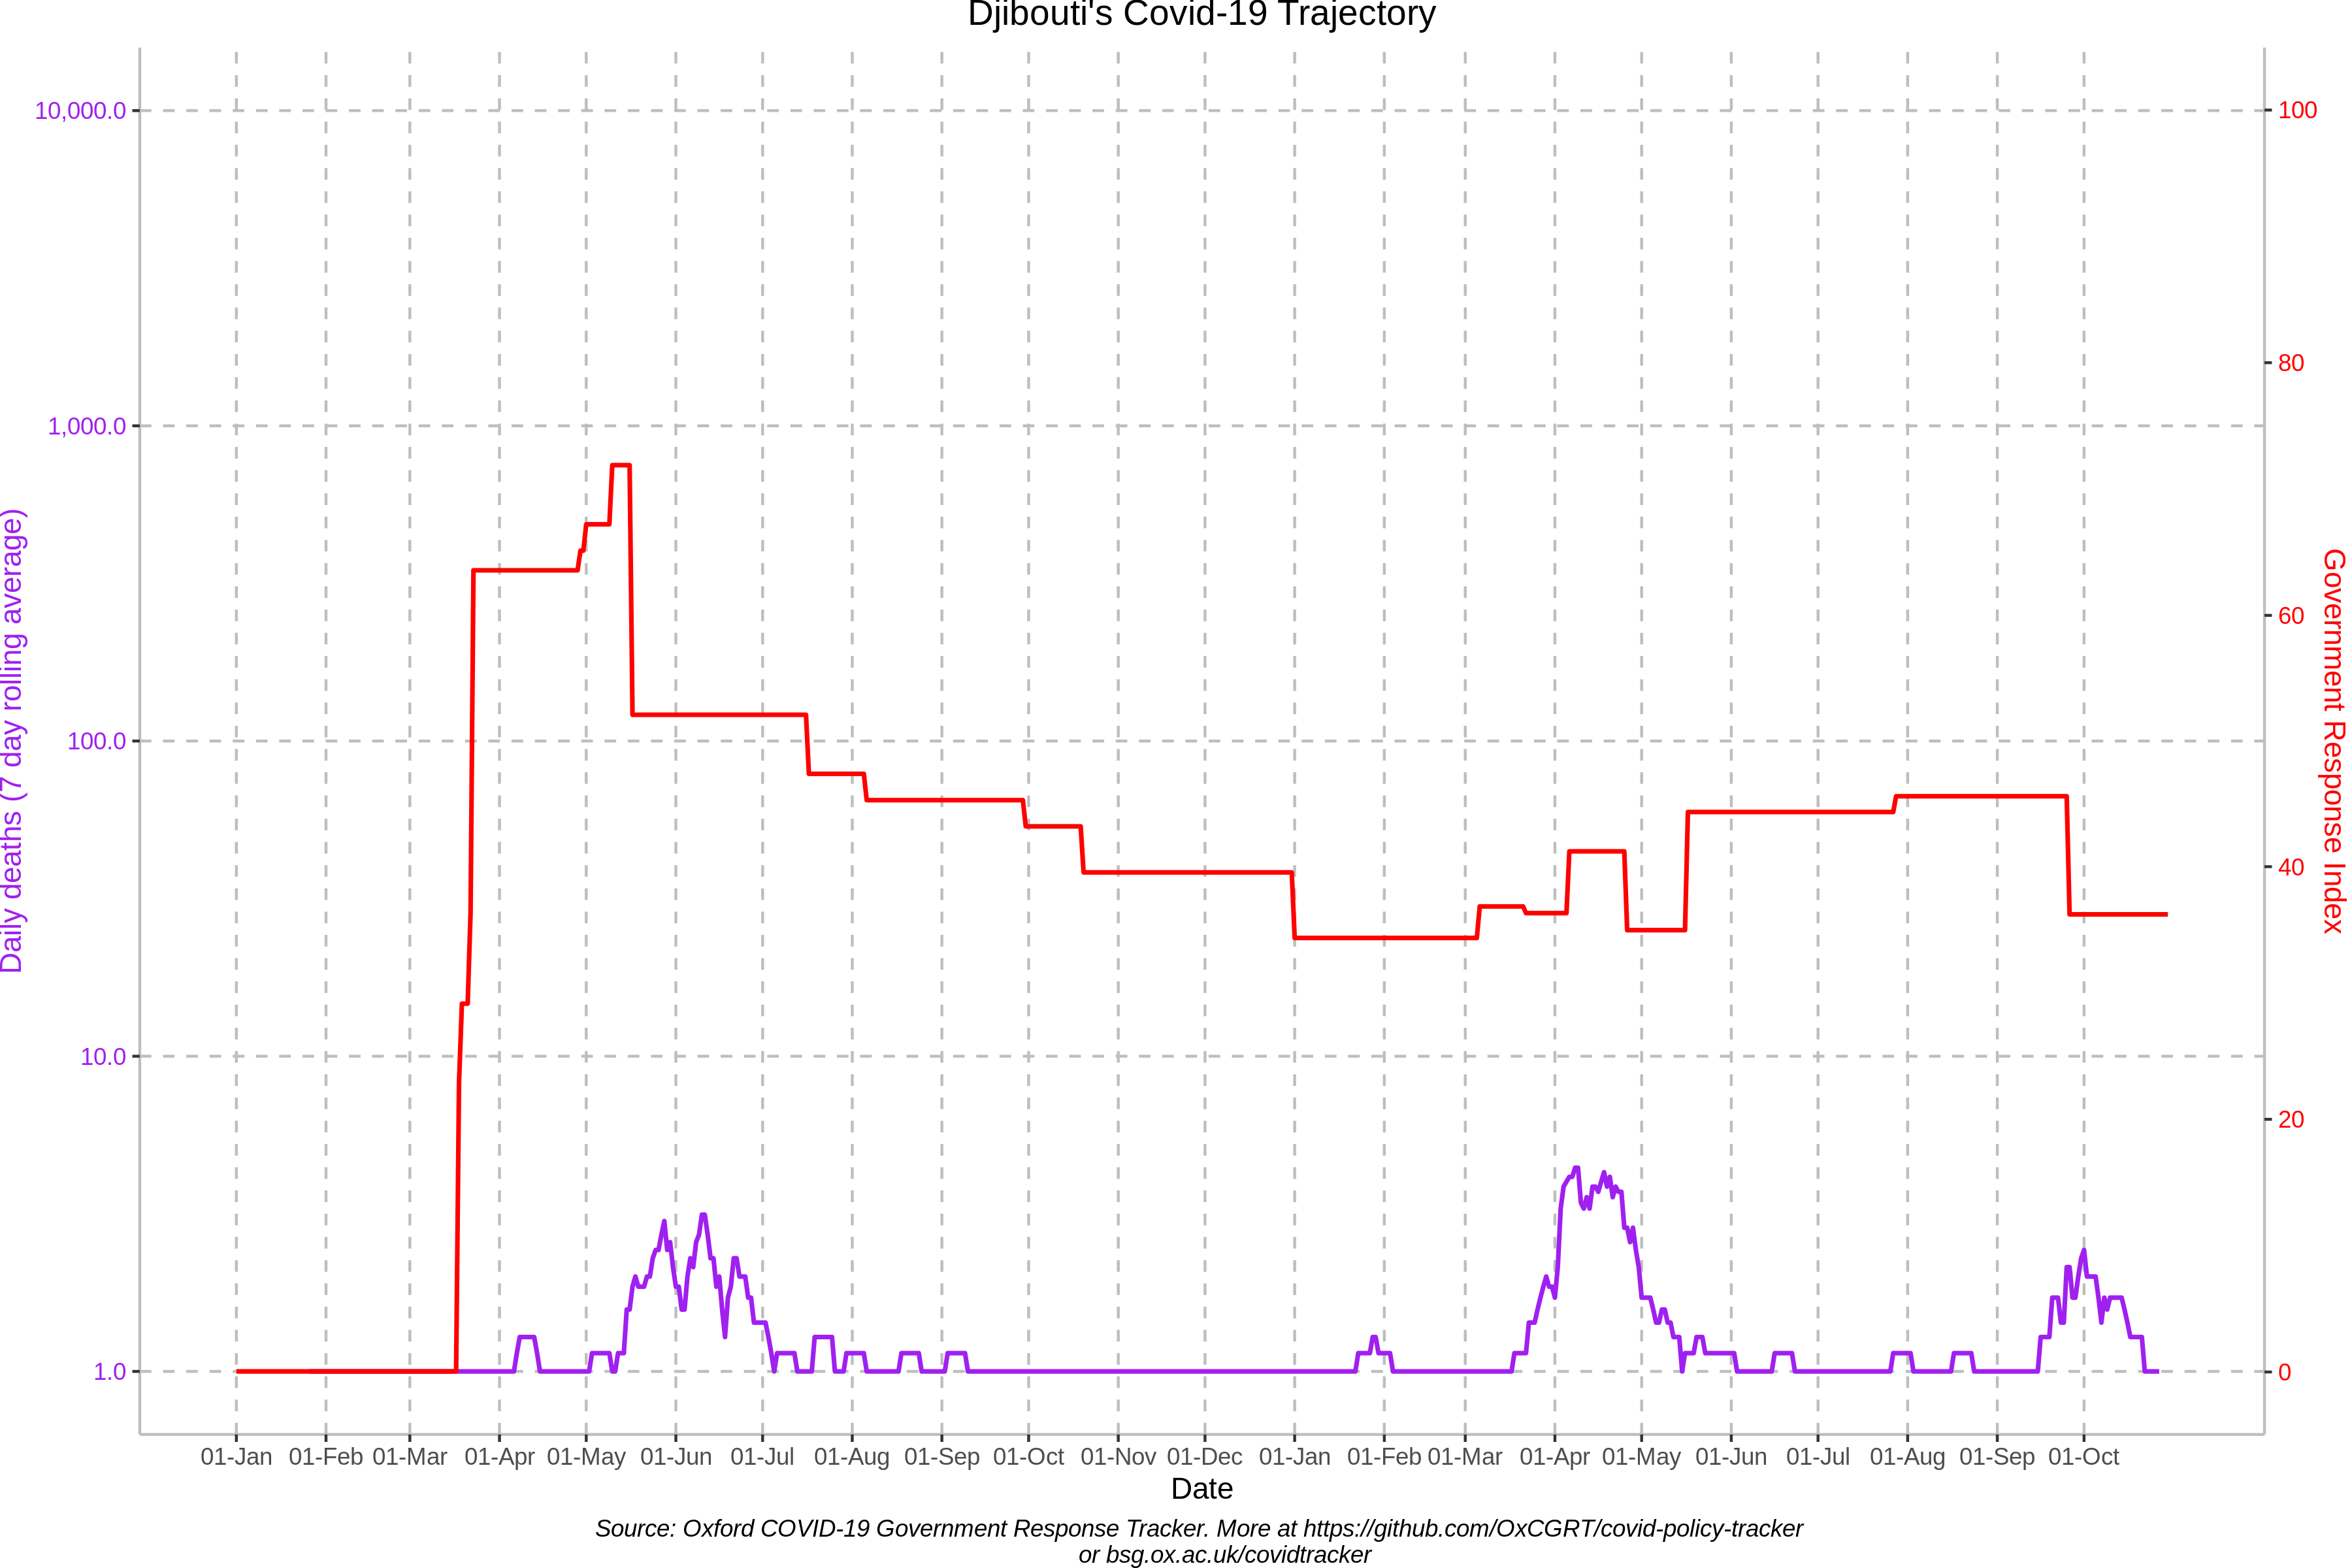 Djibouti's Covid-19 Trajectory
10,000.0
1,000.0
100.0
10.0
1.0
Daily deaths (7 day rolling average)
100
80
60
40
20
0
Government Response Index
01-Jan 01-Feb 01-Mar 01-Apr 01-May 01-Jun 01-Jul 01-Aug 01-Sep 01-Oct 01-Nov 01-Dec 01-Jan 01-Feb 01-Mar 01-Apr 01-May 01-Jun 01-Jul 01-Aug 01-Sep 01-Oct
Date
Source: Oxford COVID-19 Government Response Tracker. More at https://github.com/OxCGRT/covid-policy-tracker
or bsg.ox.ac.uk/covidtracker